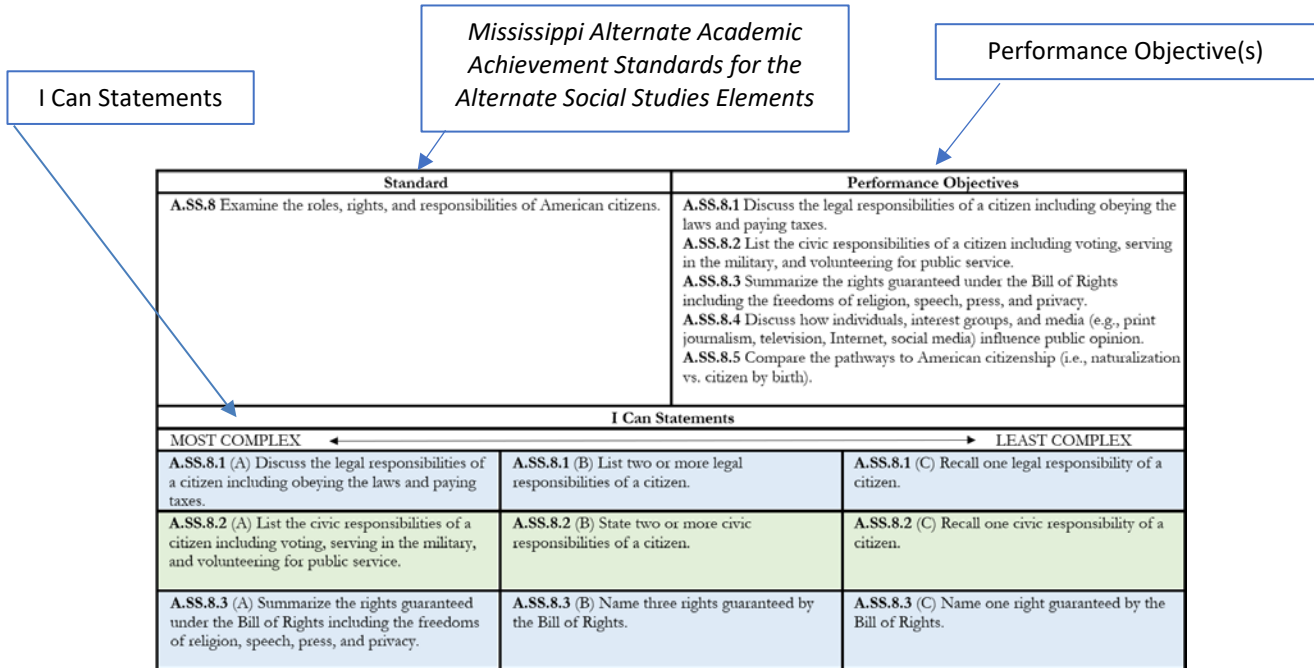 Mississippi Alternate Academic
Achievement Standards for the
Alternate Social Studies Elements
Performance Objective(s)
I Can Statements
Standard
Performance Objectives
A.SS.8 Examine the roles, rights, and responsibilities of American citizens.
A.SS.8.1 Discuss the legal responsibilities of a citizen including obeying the
laws and paying taxes.
A.SS.8.2 List the civic responsibilities of a citizen including voting, serving
in the military, and volunteering for public service.
A.SS.8.3 Summarize the rights guaranteed under the Bill of Rights
including the freedoms of religion, speech, press, and privacy.
A.SS.8.4 Discuss how individuals, interest groups, and media (e.g., print
journalism, television, Internet, social media) influence public opinion.
A.SS.8.5 Compare the pathways to American citizenship (i.e., naturalization
vs. citizen by birth).
I Can Statements
MOST COMPLEX
LEAST COMPLEX
A.SS.8.1 (A) Discuss the legal responsibilities of
a citizen including obeying the laws and paying
taxes.
A.SS.8.1 (B) List two or more legal
responsibilities of a citizen.
A.SS.8.1 (C) Recall one legal responsibility of a
citizen.
A.SS.8.2 (A) List the civic responsibilities of a
citizen including voting, serving in the military,
and volunteering for public service.
A.SS.8.2 (B) State two or more civic
responsibilities of a citizen.
A.SS.8.2 (C) Recall one civic responsibility of a
citizen.
A.SS.8.3 (A) Summarize the rights guaranteed
under the Bill of Rights including the freedoms
of religion, speech, press, and privacy.
A.SS.8.3 (B) Name three rights guaranteed by
the Bill of Rights.
A.SS.8.3 (C) Name one right guaranteed by the
Bill of Rights.